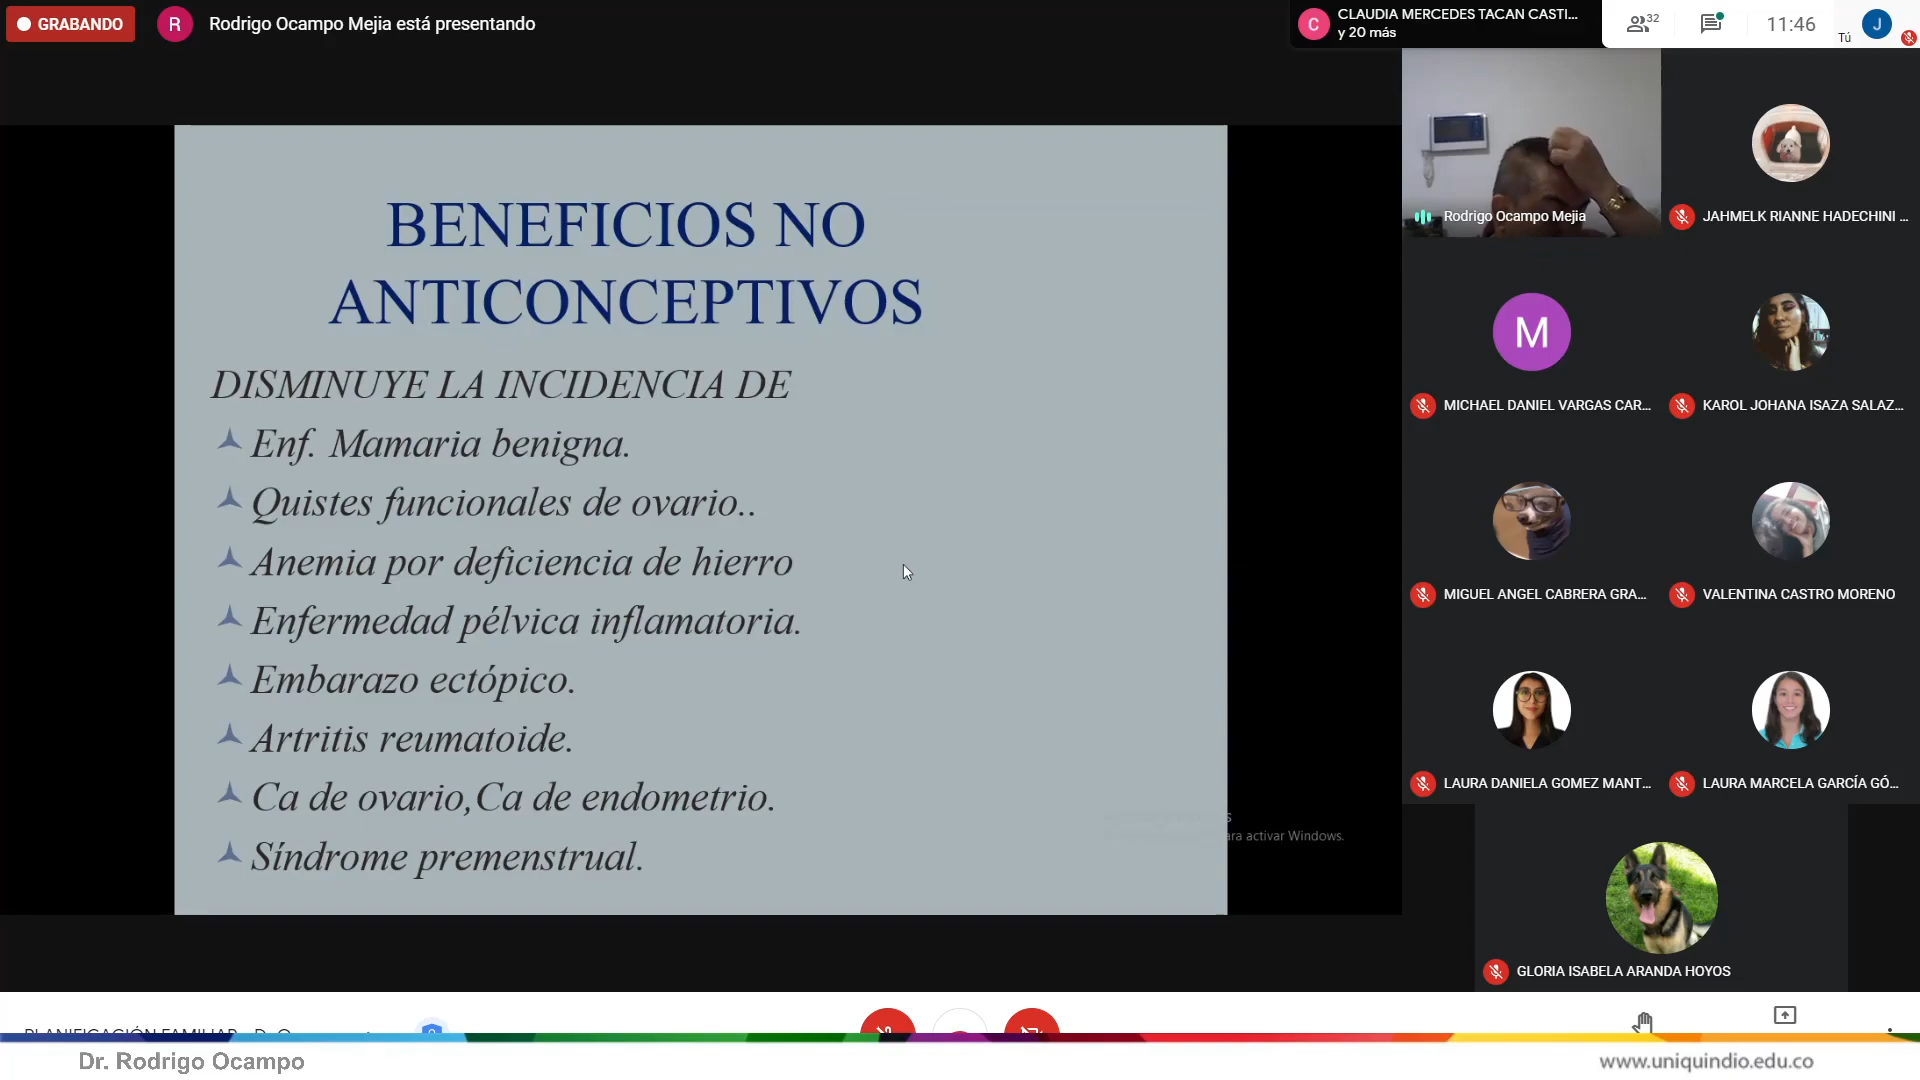 GRABANDO
R
Rodrigo Ocampo Mejia está presentando
C
CLAUDIA MERCEDES TACAN CASTI...
y 20 más
32
11:46
Tú
J
BENEFICIOS NO
ANTICONCEPTIVOS
DISMINUYE LA INCIDENCIA DE
Enf. Mamaria benigna.
Quistes funcionales de ovario..
Anemia por deficiencia de hierro
Enfermedad pélvica inflamatoria.
Embarazo ectópico.
Artritis reumatoide.
Ca de ovario,Ca de endometrio.
Síndrome premenstrual.
para activar Windows.
Rodrigo Ocampo Mejia
JAHMELK RIANNE HADECHINI ...
M
MICHAEL DANIEL VARGAS CAR...
KAROL JOHANA ISAZA SALAZ...
MIGUEL ANGEL CABRERA GRA...
VALENTINA CASTRO MORENO
LAURA DANIELA GOMEZ MANT...
LAURA MARCELA GARCÍA GÓ...
GLORIA ISABELA ARANDA HOYOS
PLANIFICACIÓN FAMILIAR
Dr. Rodrigo Ocampo
www.uniquindio.edu.co